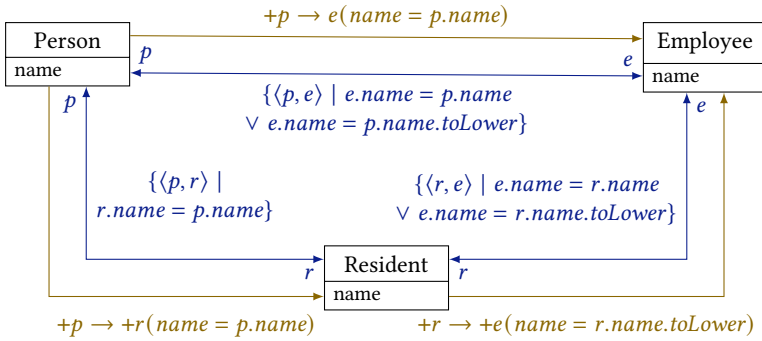 +p → e(name = p.name)
Person
name
Employee
name
p
e
{⟨p, e⟩ | e.name = p.name
∨ e.name = p.name.toLower}
p
e
{⟨p, r⟩ |
r.name = p.name}
{⟨r, e⟩ | e.name = r.name
∨ e.name = r.name.toLower}
r
Resident
name
r
+p → +r(name = p.name)
+r → +e(name = r.name.toLower)